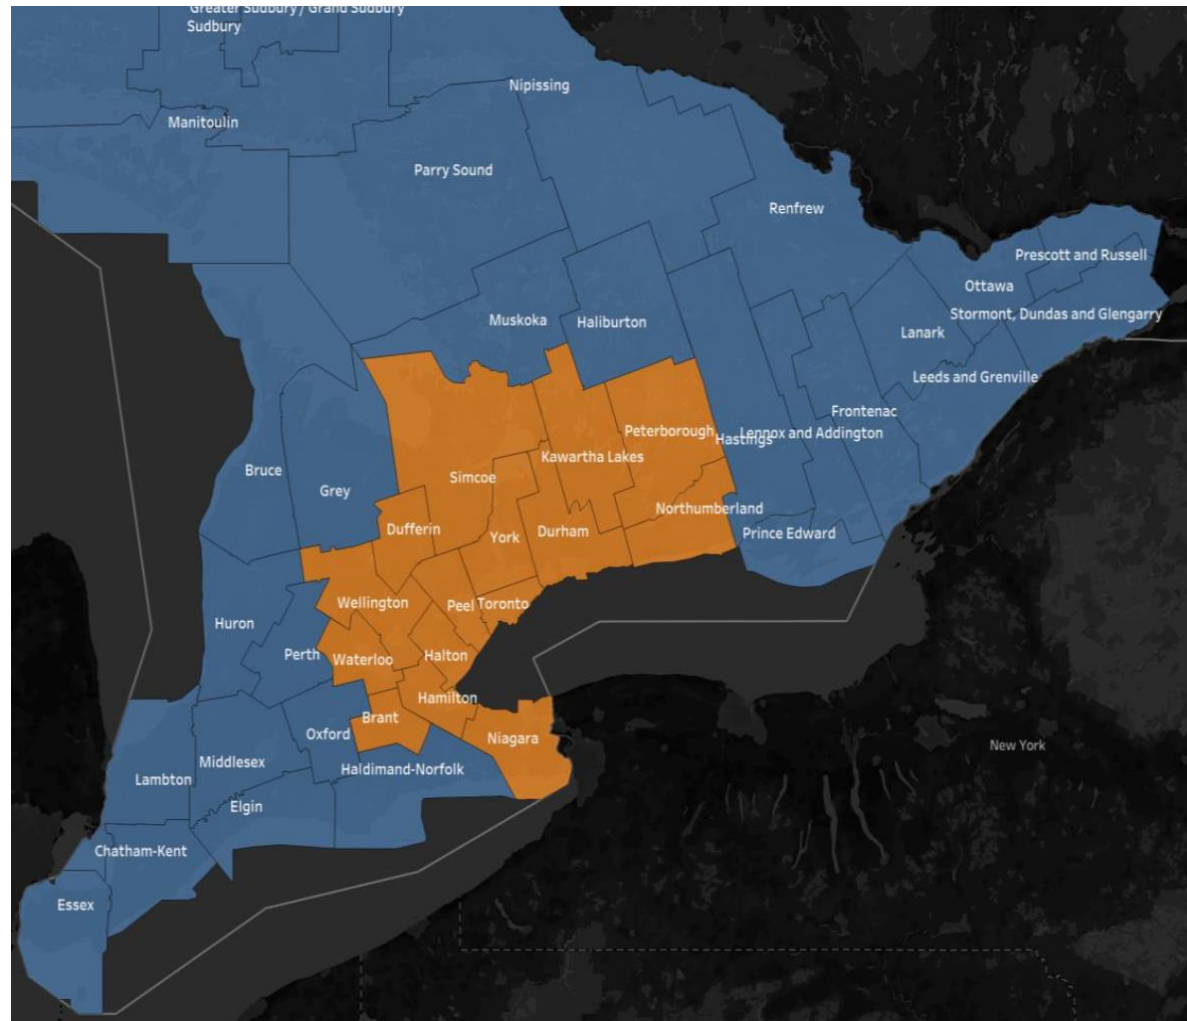 Greater Sudbury / Grand Sudbury
Sudbury
Nipissing
Manitoulin
Parry Sound
Renfrew
Prescott and Russell
Ottawa
Stormont, Dundas and Glengarry
Muskoka
Haliburton
Lanark
Leeds and Grenville
Frontenac
Peterborough
Lennox and Addington
Hastings
Kawartha Lakes
Bruce
Simcoe
Grey
Northumberland
Dufferin
York
Durham
Prince Edward
Wellington
Peel
Toronto
Huron
Perth
Waterloo
Halton
Hamilton
Brant
Oxford
Niagara
New York
Middlesex
Haldimand-Norfolk
Lambton
Elgin
Chatham-Kent
Essex